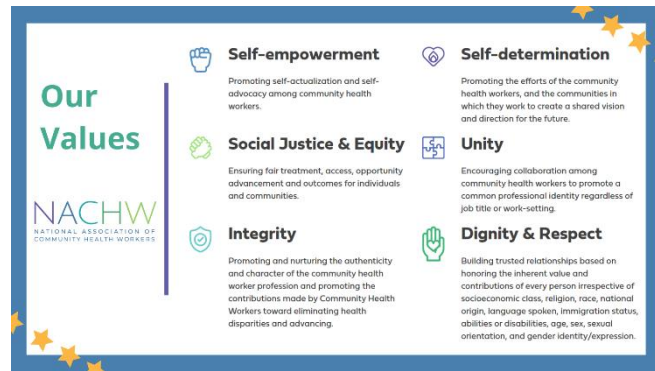 Our
Values
NACHW
NATIONAL ASSOCIATION OF
COMMUNITY HEALTH WORKERS
Self-empowerment
Promoting self-actualization and self-
advocacy among community health
workers.
Self-determination
Promoting the efforts of the community
health workers, and the communities in
which they work to create a shared vision
and direction for the future.
Social Justice & Equity
Ensuring fair treatment, access, opportunity
advancement and outcomes for individuals
and communities.
Unity
Encouraging collaboration among
community health workers to promote a
common professional identity regardless of
job title or work-setting.
Integrity
Promoting and nurturing the authenticity
and character of the community health
worker profession and promoting the
contributions made by Community Health
Workers toward eliminating health
disparities and advancing.
Dignity & Respect
Building trusted relationships based on
honoring the inherent value and
contributions of every person irrespective of
socioeconomic class, religion, race, national
origin, language spoken, immigration status,
abilities or disabilities, age, sex, sexual
orientation, and gender identity/expression.